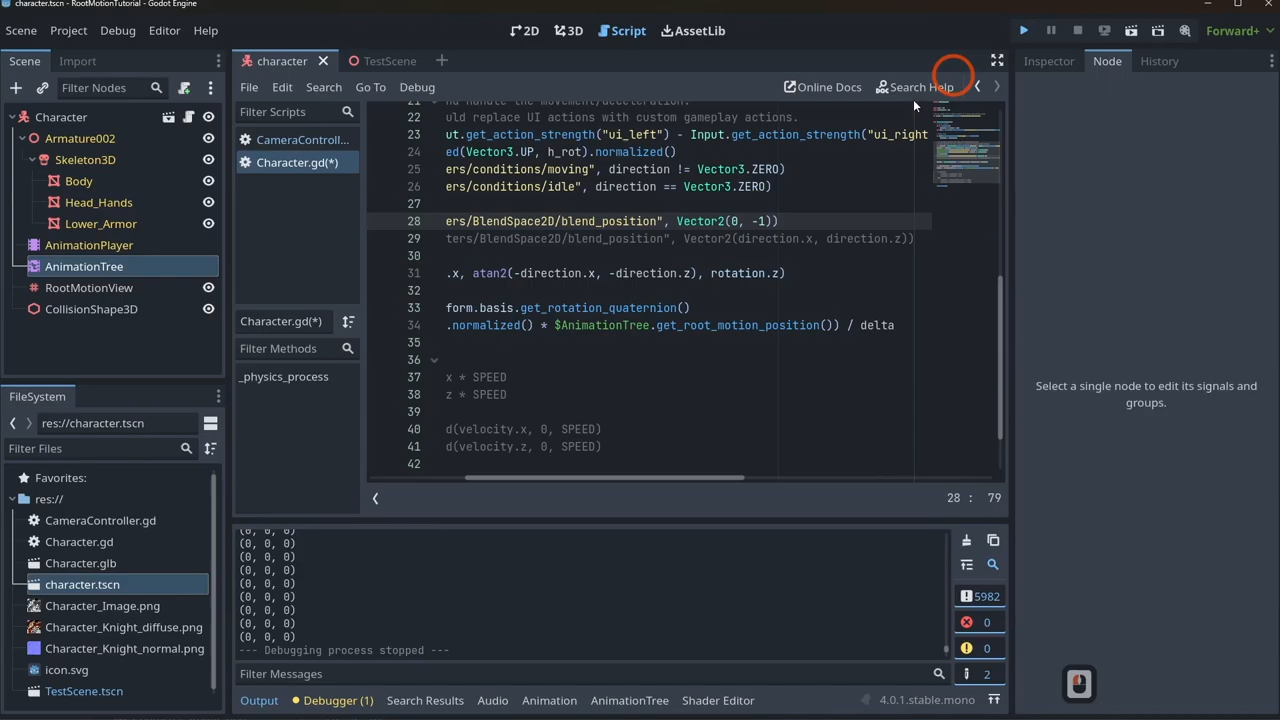 character.tscn - RootMotionTutorial - Godot Engine
Scene Project Debug Editor Help
2D 3D Script AssetLib
Forward+
Scene Import
Filter Nodes
Character
Armature002
Skeleton3D
Body
Head_Hands
Lower_Armor
AnimationPlayer
AnimationTree
RootMotionView
CollisionShape3D
FileSystem
res://character.tscn
Filter Files
Favorites:
res://
CameraController.gd
Character.gd
Character.glb
character.tscn
Character_Image.png
Character_Knight_diffuse.png
Character_Knight_normal.png
icon.svg
TestScene.tscn
character TestScene
File Edit Search Go To Debug
Online Docs Search Help
Filter Scripts
CameraControll...
Character.gd(*)
Character.gd(*)
Filter Methods
_physics_process
21 nd handle the movement/deceleration.
22 uld replace UI actions with custom gameplay actions.
23 ut.get_action_strength("ui_left") - Input.get_action_strength("ui_right
24 ed(Vector3.UP, h_rot).normalized()
25 ers/conditions/moving", direction != Vector3.ZERO)
26 ers/conditions/idle", direction == Vector3.ZERO)
27
28 ers/BlendSpace2D/blend_position", Vector2(0, -1))
29 ters/BlendSpace2D/blend_position", Vector2(direction.x, direction.z))
30
31 .x, atan2(-direction.x, -direction.z), rotation.z)
32
33 form.basis.get_rotation_quaternion()
34 .normalized() * $AnimationTree.get_root_motion_position()) / delta
35
36
37 x * SPEED
38 z * SPEED
39
40 d(velocity.x, 0, SPEED)
41 d(velocity.z, 0, SPEED)
42
28 : 79
(0, 0, 0)
(0, 0, 0)
(0, 0, 0)
(0, 0, 0)
(0, 0, 0)
(0, 0, 0)
(0, 0, 0)
(0, 0, 0)
(0, 0, 0)
--- Debugging process stopped ---
Filter Messages
5982
0
0
2
Output Debugger (1) Search Results Audio Animation AnimationTree Shader Editor
4.0.1.stable.mono
Inspector Node History
Select a single node to edit its signals and
groups.